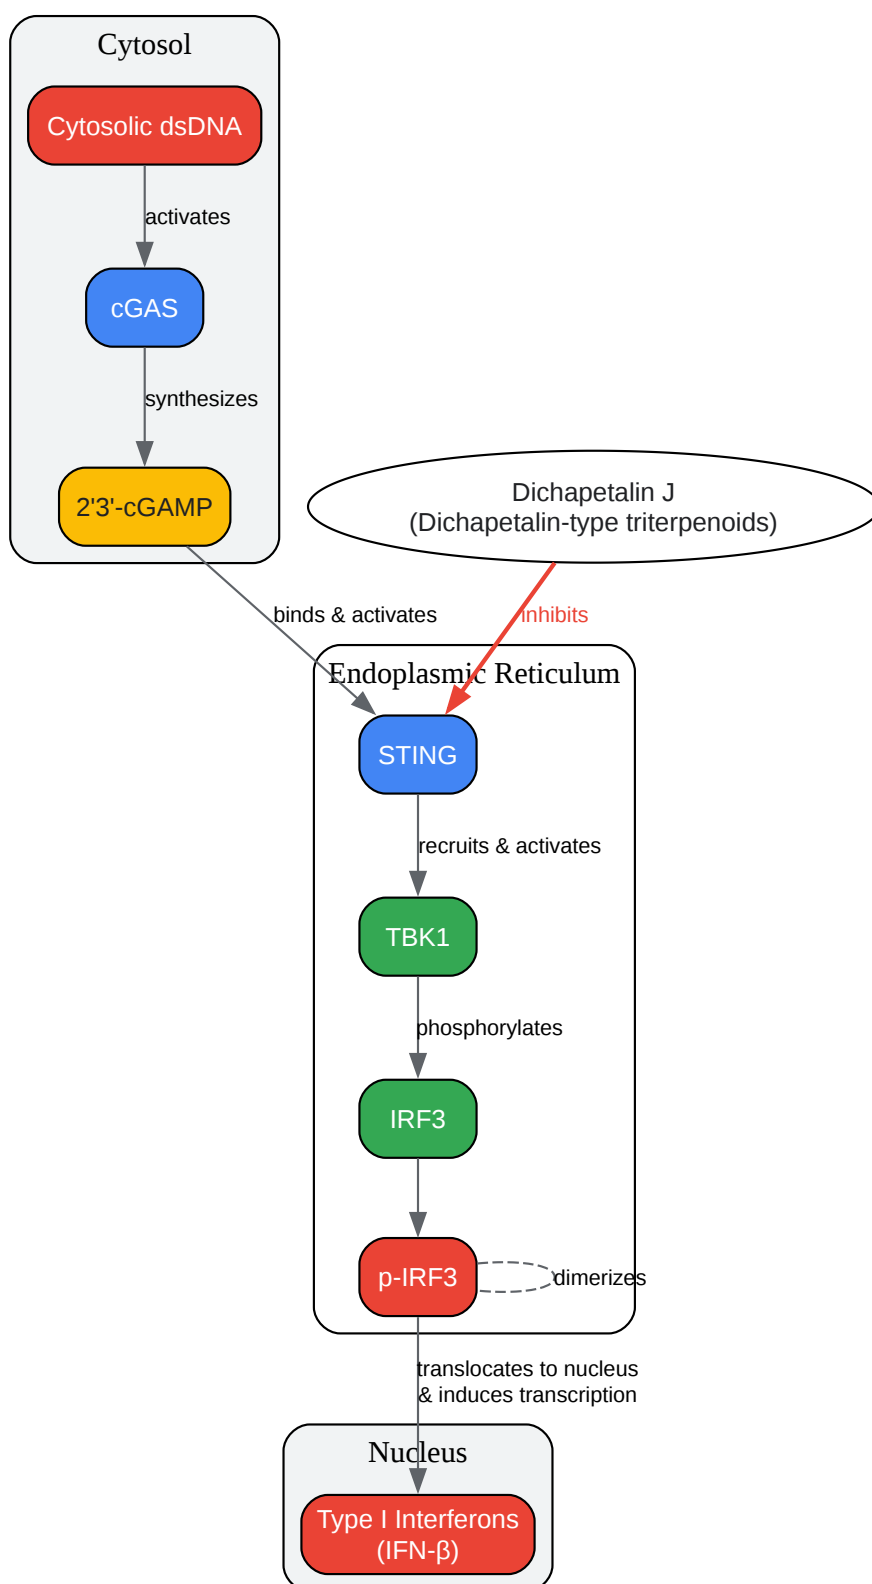 Cytosol
Cytosolic dsDNA
activates
cGAS
synthesizes
2'3'-cGAMP
Dichapetalin J
(Dichapetalin-type triterpenoids)
binds & activates
inhibits
Endoplasmic Reticulum
STING
recruits & activates
TBK1
phosphorylates
IRF3
p-IRF3
dimerizes
translocates to nucleus
& induces transcription
Nucleus
Type I Interferons
(IFN-β)